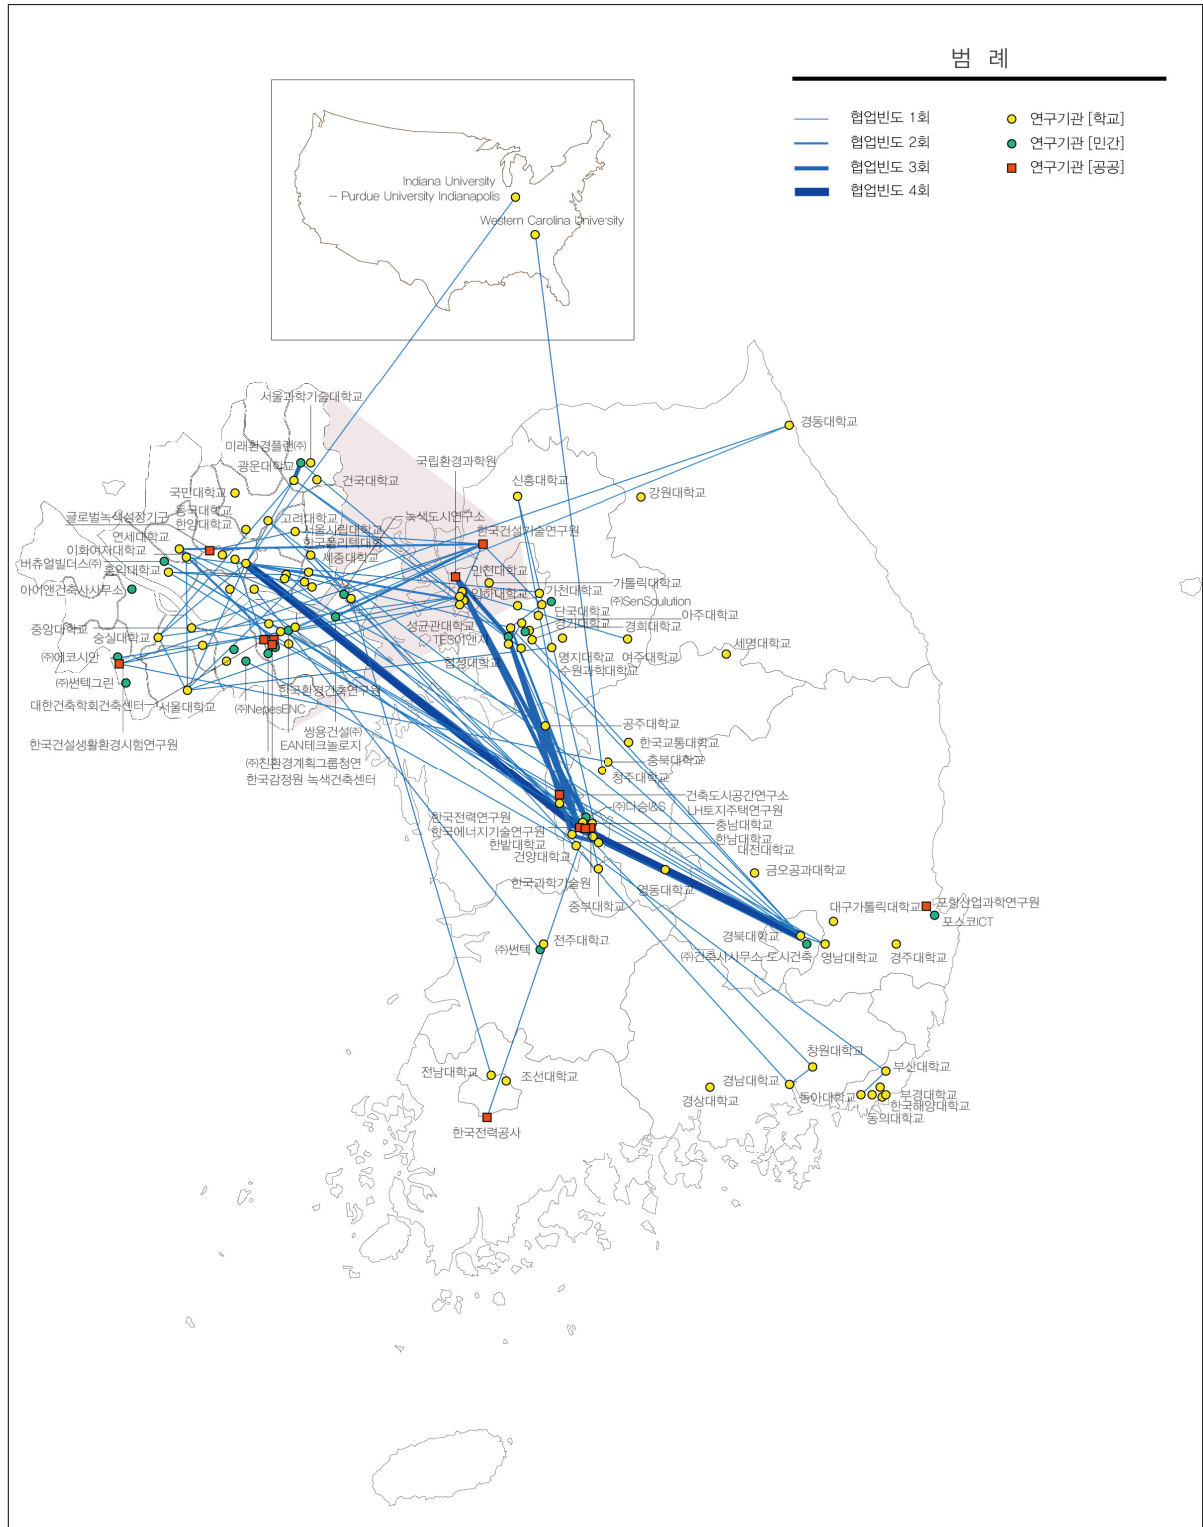 범 례
협업빈도 1회
협업빈도 2회
협업빈도 3회
협업빈도 4회
연구기관 [학교]
연구기관 [민간]
연구기관 [공공]
Indiana University
– Purdue University Indianapolis
Western Carolina University
서울과학기술대학교
경동대학교
미래환경플랜㈜
광운대학교
국립환경과학원
건국대학교
신흥대학교
강원대학교
국민대학교
동국대학교
글로벌녹색성장기구
한양대학교
고려대학교
녹색도시연구소
서울시립대학교
한국건설기술연구원
연세대학교
한국폴리텍대학
이화여자대학교
세종대학교
버츄얼빌더스㈜
홍익대학교
인천대학교
가톨릭대학교
아이앤건축사사무소
인하대학교
가천대학교
㈜SenSoulution
단국대학교
아주대학교
중앙대학교
성균관대학교
경기대학교
경희대학교
숭실대학교
TESO1앤지
세명대학교
㈜에코시안
협성대학교
명지대학교
여주대학교
수원과학대학교
㈜썬텍그린
한국환경건축연구원
대한건축학회건축센터
서울대학교
㈜NepesENC
쌍용건설㈜
공주대학교
한국건설생활환경시험연구원
EAN테크놀로지
한국교통대학교
㈜친환경계획그룹청연
충북대학교
한국감정원 녹색건축센터
청주대학교
건축도시공간연구소
㈜다승I&S
LH토지주택연구원
한국전력연구원
충남대학교
한국에너지기술연구원
한남대학교
한밭대학교
대전대학교
건양대학교
금오공과대학교
한국과학기술원
영동대학교
중부대학교
대구가톨릭대학교
포항산업과학연구원
포스코ICT
경북대학교
전주대학교
㈜썬텍
㈜건축사사무소 도시건축
영남대학교
경주대학교
창원대학교
부산대학교
전남대학교
조선대학교
경남대학교
경상대학교
동아대학교
부경대학교
한국해양대학교
동의대학교
한국전력공사